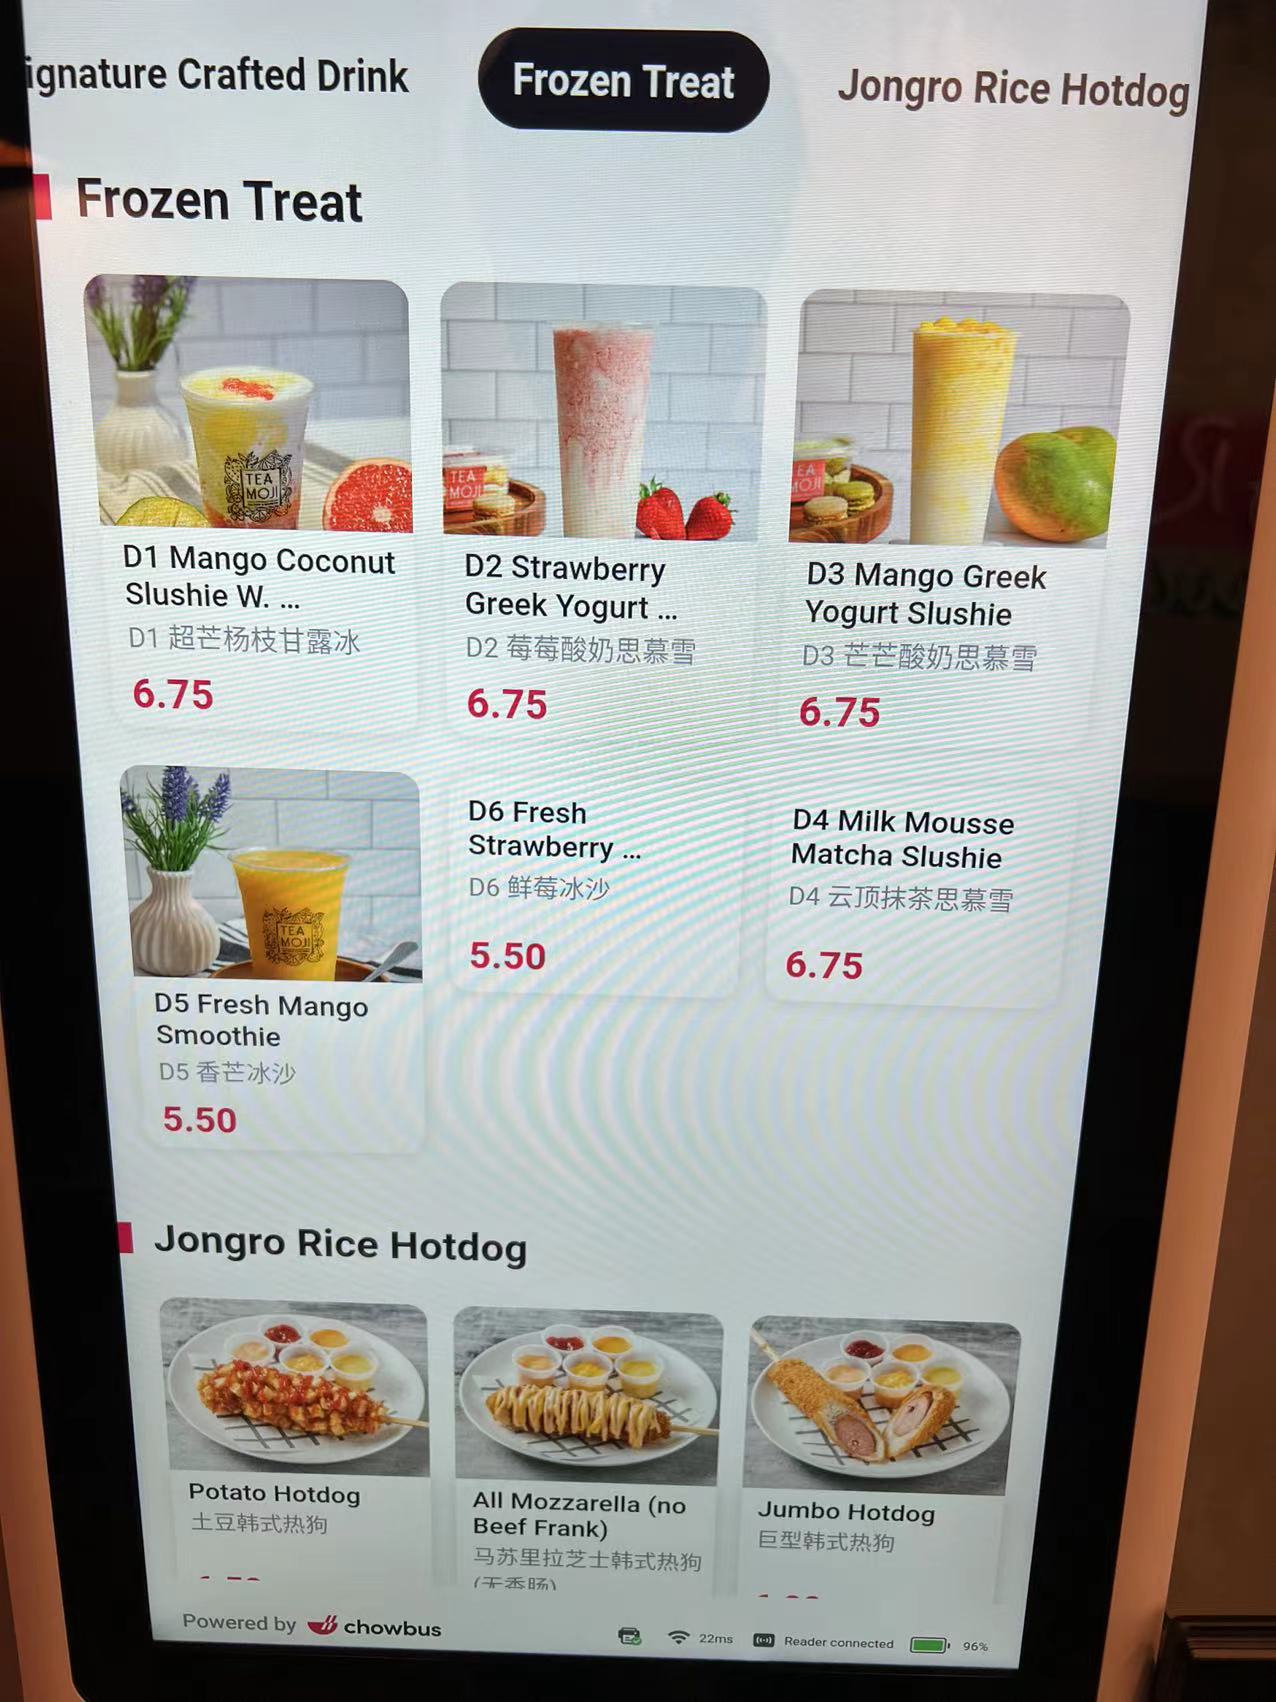 ignature Crafted Drink
Frozen Treat
Jongro Rice Hotdog
Frozen Treat
TEA
MOJI
TEA
MOJI
EA
MOJI
D1 Mango Coconut
Slushie W. ...
D1 超芒杨枝甘露冰
6.75
D2 Strawberry
Greek Yogurt ...
D2 莓莓酸奶思慕雪
6.75
D3 Mango Greek
Yogurt Slushie
D3 芒芒酸奶思慕雪
6.75
TEA
MOJI
D5 Fresh Mango
Smoothie
D5 香芒冰沙
5.50
D6 Fresh
Strawberry ...
D6 鲜莓冰沙
5.50
D4 Milk Mousse
Matcha Slushie
D4 云顶抹茶思慕雪
6.75
Jongro Rice Hotdog
Potato Hotdog
土豆韩式热狗
All Mozzarella (no
Beef Frank)
马苏里拉芝士韩式热狗
(无香肠)
Jumbo Hotdog
巨型韩式热狗
Powered by chowbus
22ms
Reader connected
96%